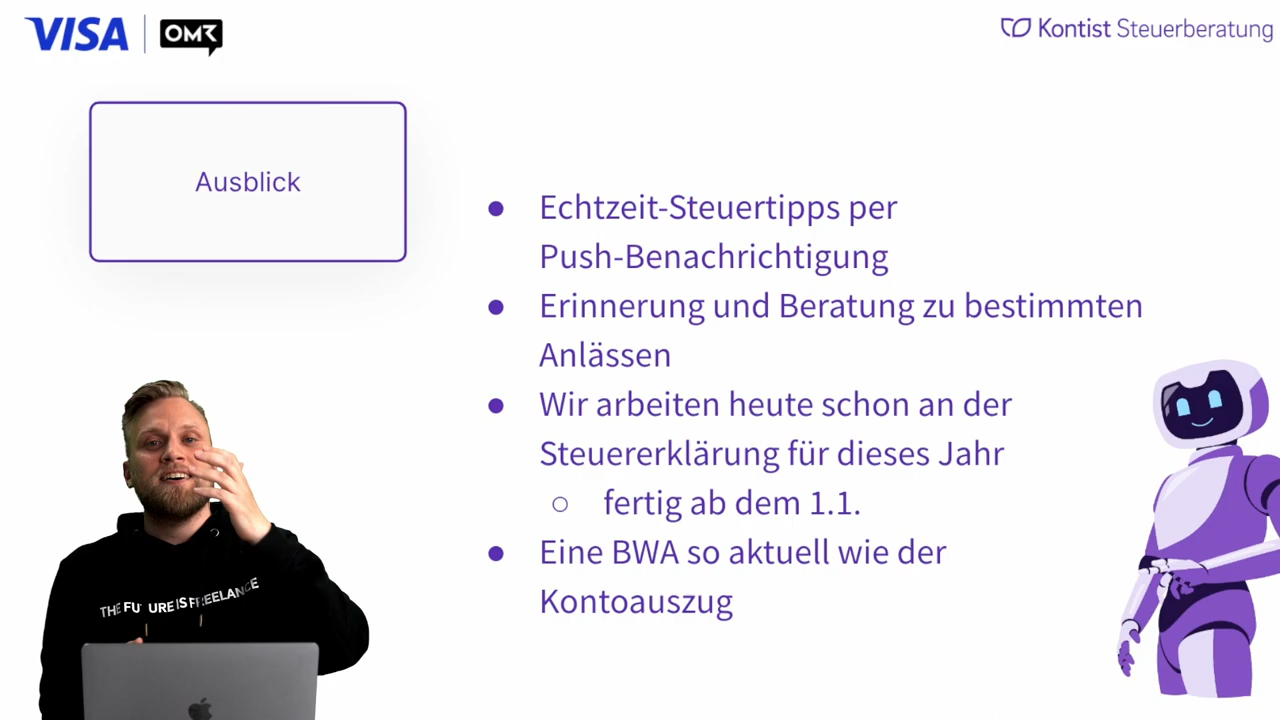 VISA
OMR
Kontist Steuerberatung
Ausblick
● Echtzeit-Steuertipps per
Push-Benachrichtigung
● Erinnerung und Beratung zu bestimmten
Anlässen
● Wir arbeiten heute schon an der
Steuererklärung für dieses Jahr
○ fertig ab dem 1.1.
● Eine BWA so aktuell wie der
Kontoauszug
THE FUTURE IS FREELANCE